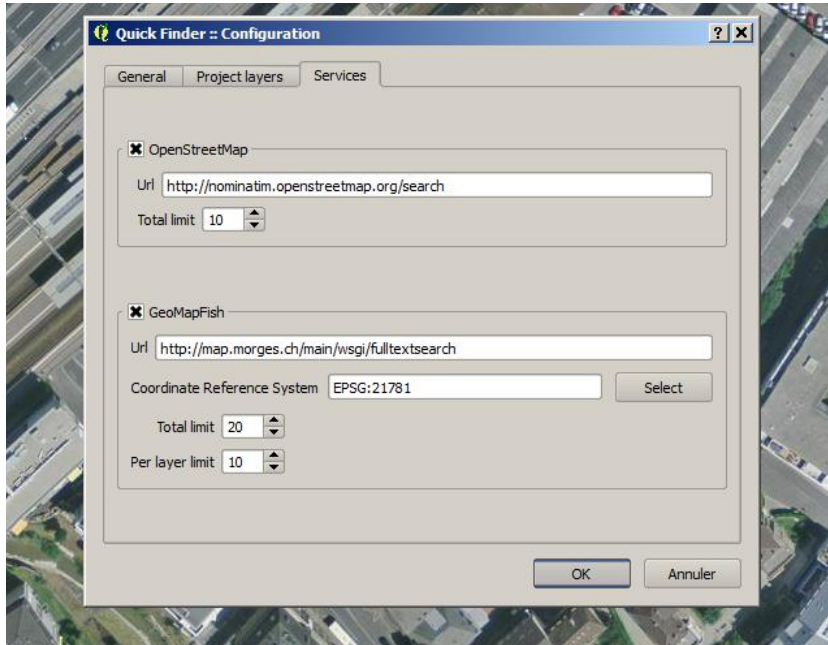 Quick Finder :: Configuration
General Project layers Services
OpenStreetMap
Url http://nominatim.openstreetmap.org/search
Total limit 10
GeoMapFish
Url http://map.morges.ch/main/wsgi/fulltextsearch
Coordinate Reference System EPSG:21781 Select
Total limit 20
Per layer limit 10
OK Annuler